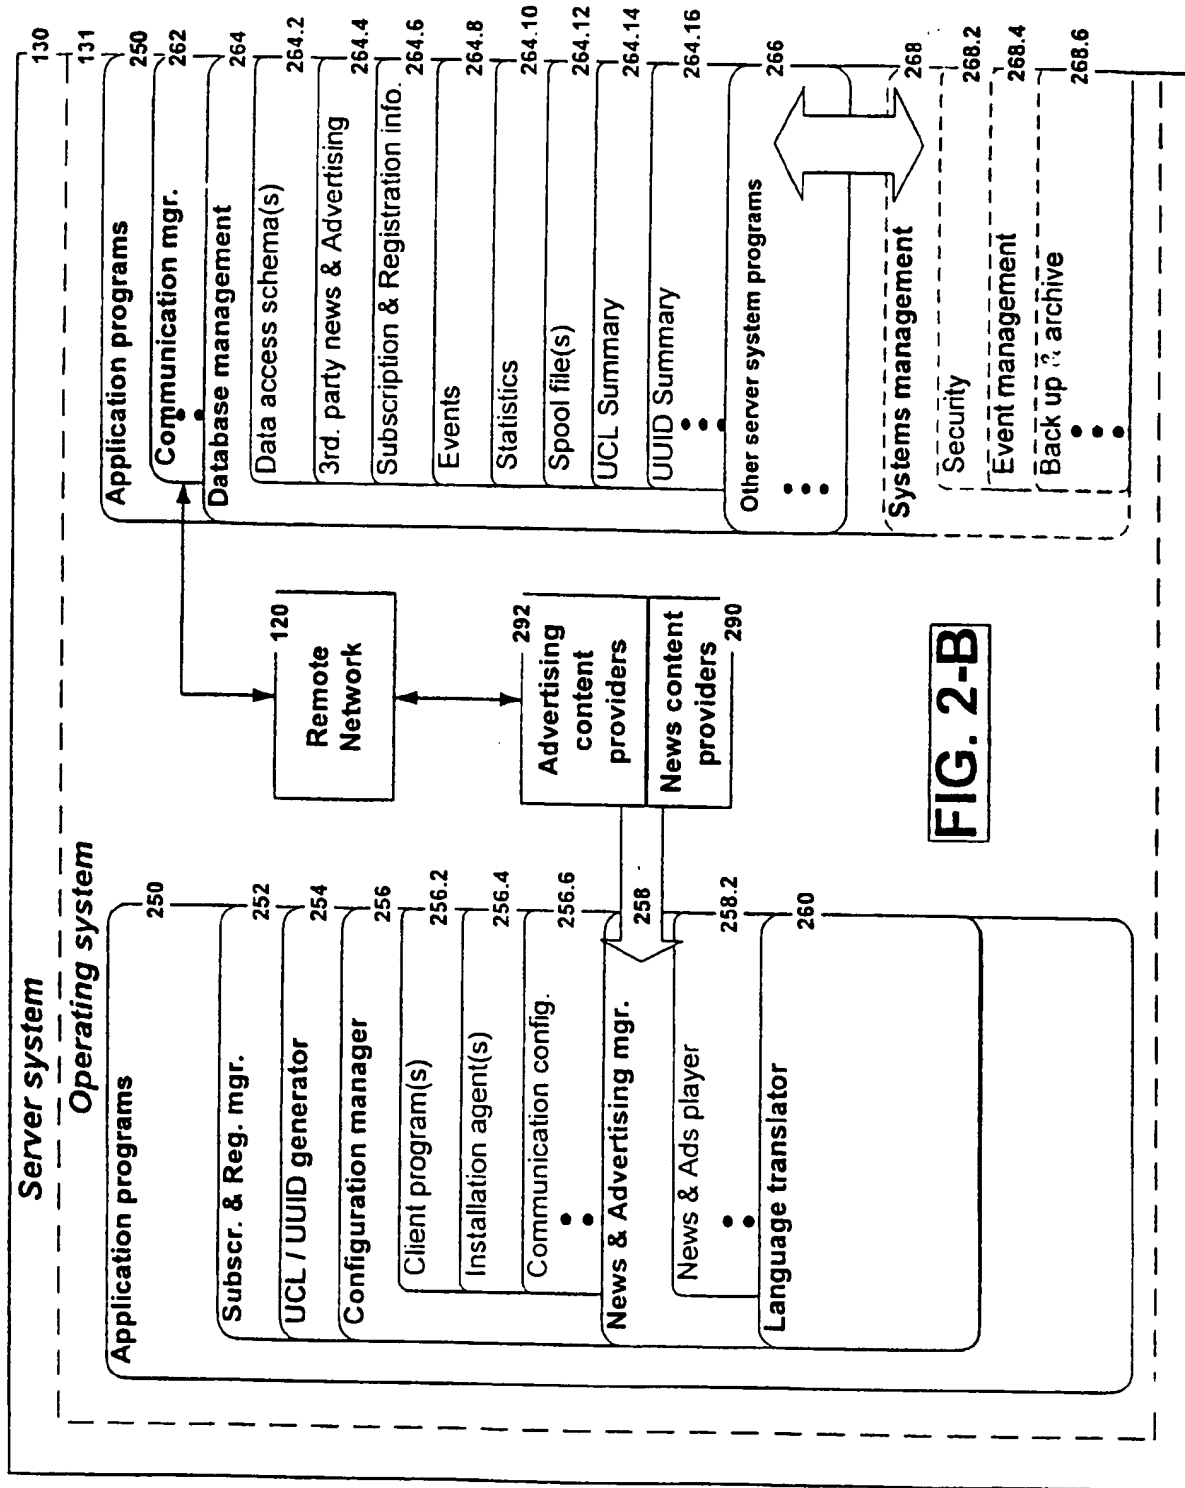 Server system
130
Operating system
131
Application programs
250
Subscr. & Reg. mgr.
252
UCL / UUID generator
254
Configuration manager
256
Client program(s)
256.2
Installation agent(s)
256.4
Communication config.
256.6
News & Advertising mgr.
258
News & Ads player
258.2
Language translator
260
120
Remote
Network
292
Advertising
content
providers
News content
providers
290
Application programs
250
Communication mgr.
262
Database management
264
Data access schema(s)
264.2
3rd. party news & Advertising
264.4
Subscription & Registration info.
264.6
Events
264.8
Statistics
264.10
Spool file(s)
264.12
UCL Summary
264.14
UUID Summary
264.16
Other server system programs
266
Systems management
268
Security
268.2
Event management
268.4
Back up & archive
268.6
FIG. 2-B